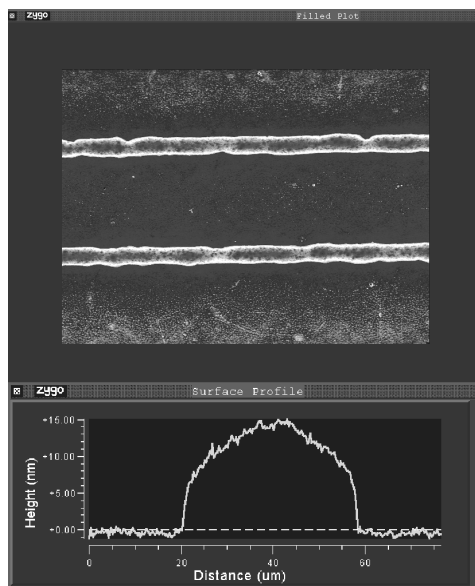 zygo Filled Plot
zygo Surface Profile
+15.00
+10.00
+5.00
+0.00
Height (nm)
0 20 40 60
Distance (um)